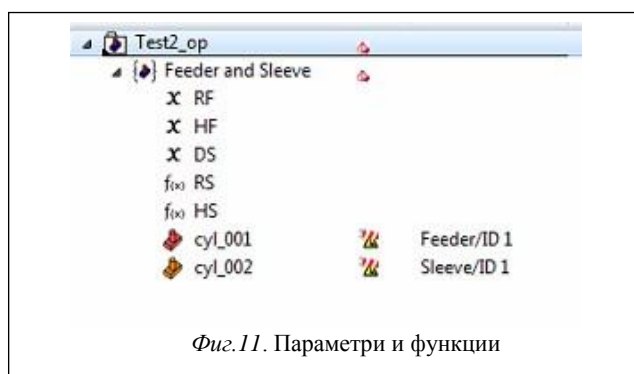 Test2_op
Feeder and Sleeve
x RF
x HF
x DS
f(x) RS
f(x) HS
cyl_001 Feeder/ID 1
cyl_002 Sleeve/ID 1
Фиг.11. Параметри и функции